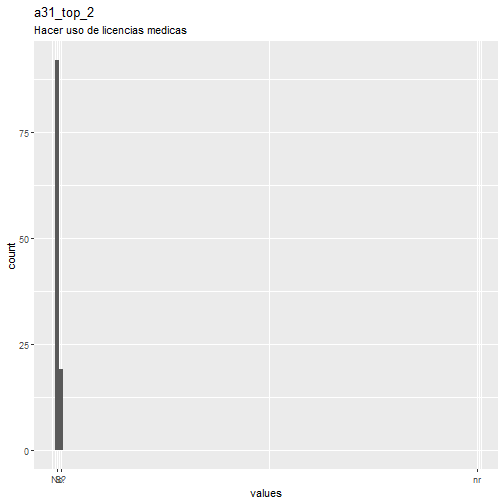 a31_top_2
Hacer uso de licencias medicas
count
75
50
25
0
nr
values